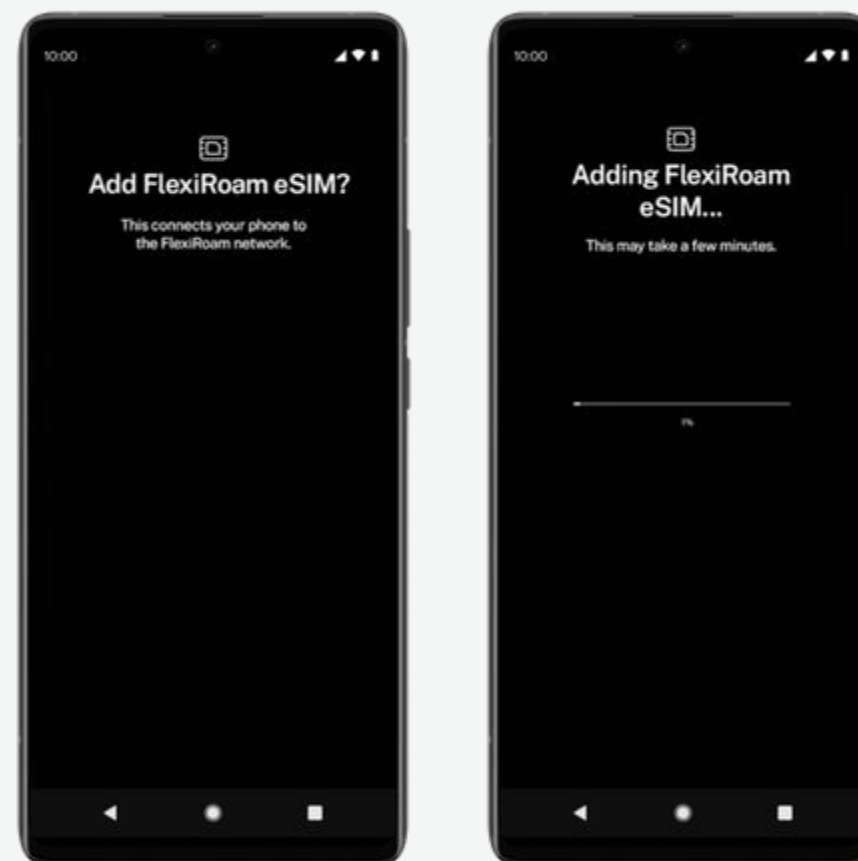 10:00
Add FlexiRoam eSIM?
This connects your phone to
the FlexiRoam network.
10:00
Adding FlexiRoam
eSIM...
This may take a few minutes.
1%